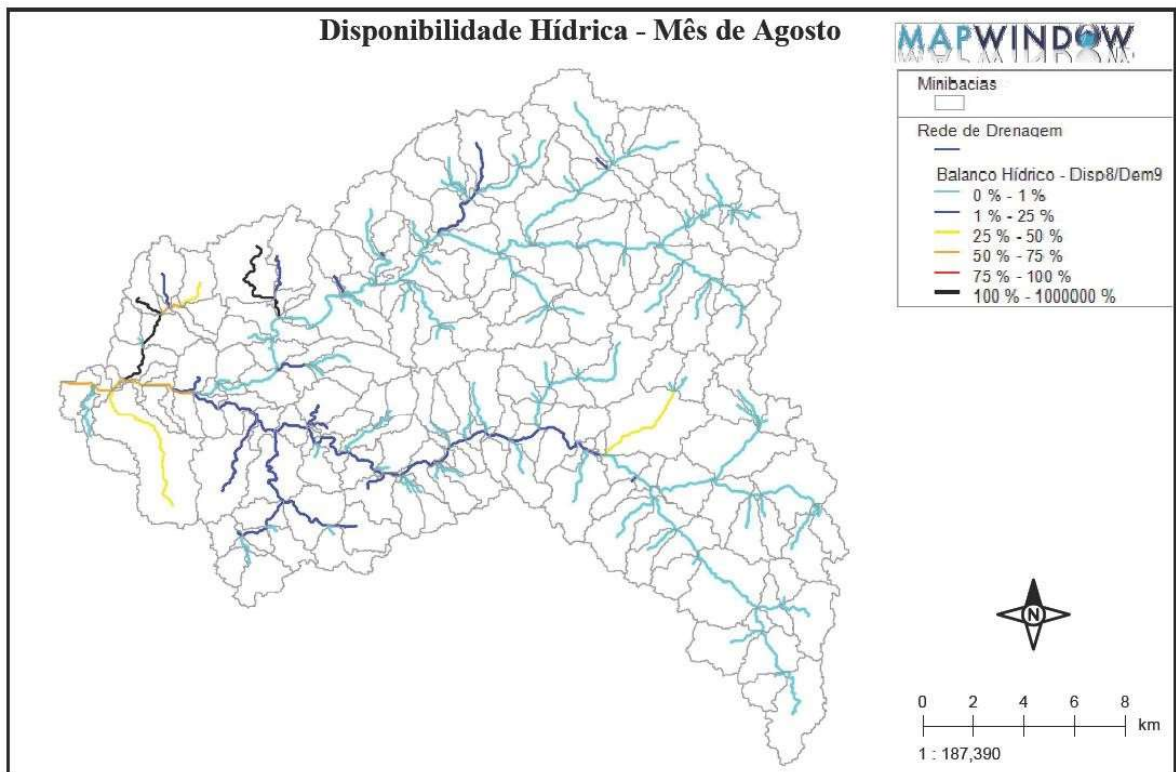 Disponibilidade Hídrica - Mês de Agosto
MAPWINDOW
Minibacias
Rede de Drenagem
Balanco Hídrico - Disp8/Dem9
0 % - 1 %
1 % - 25 %
25 % - 50 %
50 % - 75 %
75 % - 100 %
100 % - 1000000 %
N
0 2 4 6 8
km
1 : 187,390